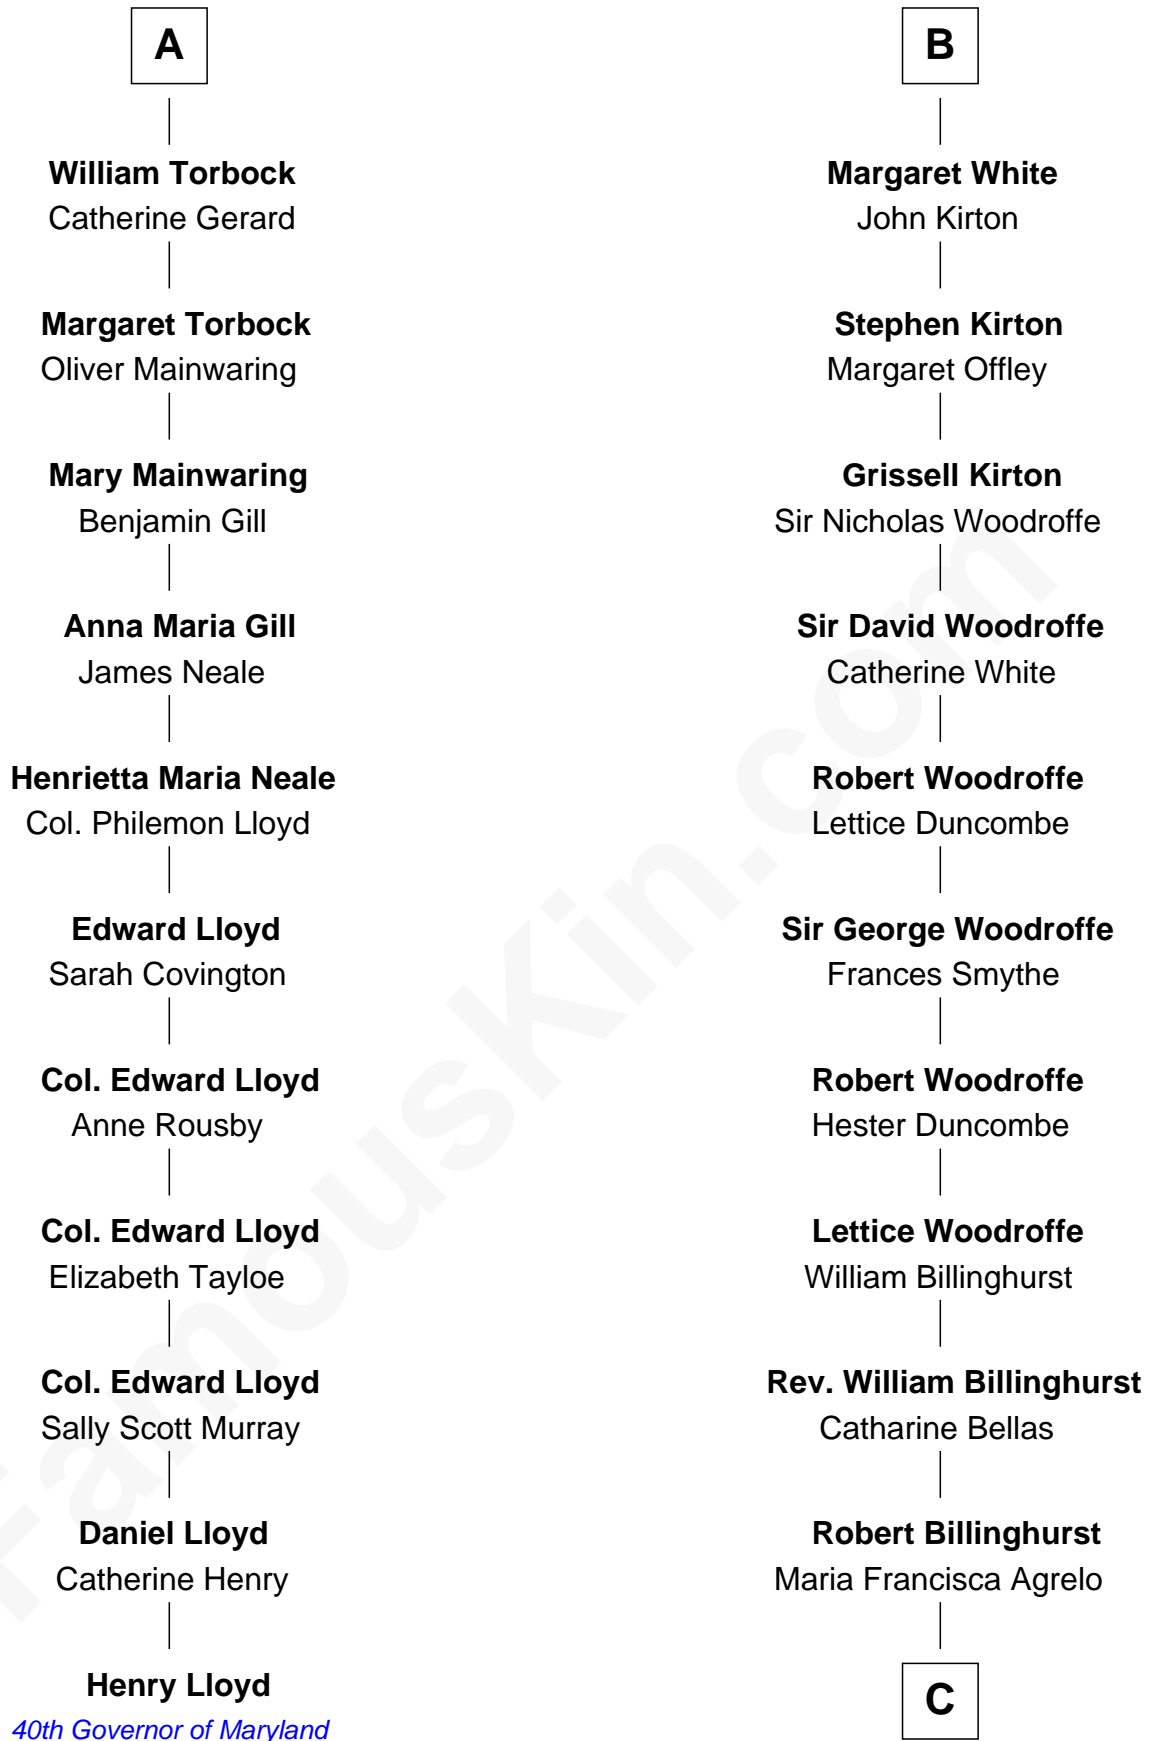 A
William Torbock
Catherine Gerard
Margaret Torbock
Oliver Mainwaring
Mary Mainwaring
Benjamin Gill
Anna Maria Gill
James Neale
Henrietta Maria Neale
Col. Philemon Lloyd
Edward Lloyd
Sarah Covington
Col. Edward Lloyd
Anne Rousby
Col. Edward Lloyd
Elizabeth Tayloe
Col. Edward Lloyd
Sally Scott Murray
Daniel Lloyd
Catherine Henry
Henry Lloyd
40th Governor of Maryland
B
Margaret White
John Kirton
Stephen Kirton
Margaret Offley
Grissell Kirton
Sir Nicholas Woodroffe
Sir David Woodroffe
Catherine White
Robert Woodroffe
Lettice Duncombe
Sir George Woodroffe
Frances Smythe
Robert Woodroffe
Hester Duncombe
Lettice Woodroffe
William Billinghurst
Rev. William Billinghurst
Catharine Bellas
Robert Billinghurst
Maria Francisca Agrelo
C
FamousKin.com